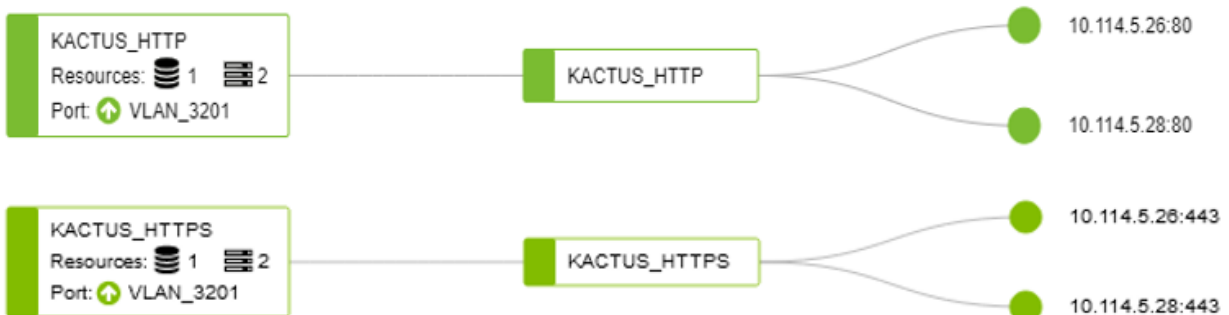 KACTUS_HTTP
Resources: 1 2
Port: VLAN_3201
KACTUS_HTTP
10.114.5.26:80
10.114.5.28:80
KACTUS_HTTPS
Resources: 1 2
Port: VLAN_3201
KACTUS_HTTPS
10.114.5.26:443
10.114.5.28:443